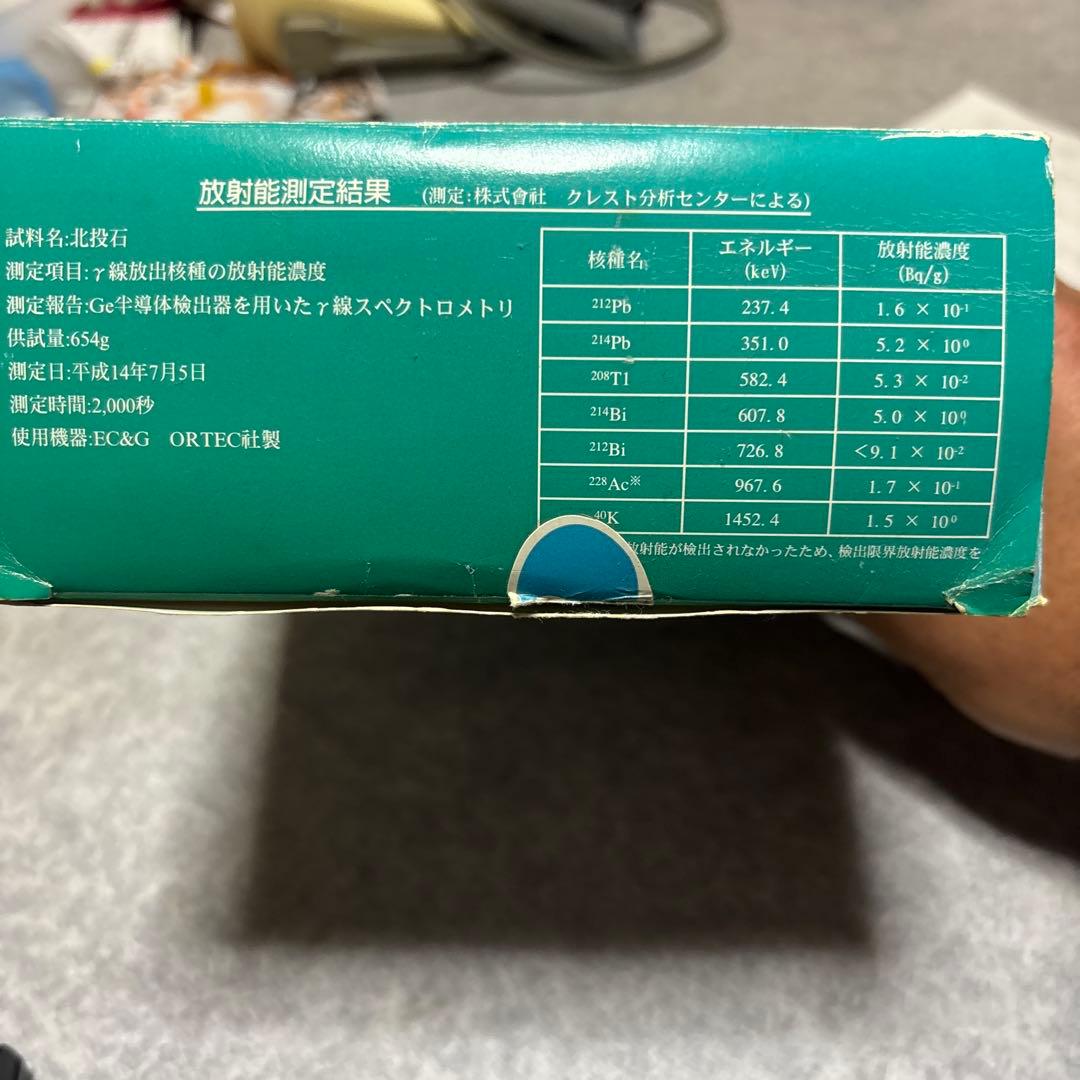 放射能測定結果 (測定:株式會社 クレスト分析センターによる)
試料名:北投石
測定項目:γ線放出核種の放射能濃度
測定報告:Ge半導体検出器を用いたγ線スペクトロメトリ
供試量:654g
測定日:平成14年7月5日
測定時間:2,000秒
使用機器:EC&G ORTEC社製
核種名 エネルギー (keV) 放射能濃度 (Bq/g)
²¹²Pb 237.4 1.6 × 10⁻¹
²¹⁴Pb 351.0 5.2 × 10⁰
²⁰⁸T1 582.4 5.3 × 10⁻²
²¹⁴Bi 607.8 5.0 × 10⁰
²¹²Bi 726.8 <9.1 × 10⁻²
²²⁸Ac※ 967.6 1.7 × 10⁻¹
⁴⁰K 1452.4 1.5 × 10⁰
放射能が検出されなかったため、検出限界放射能濃度を